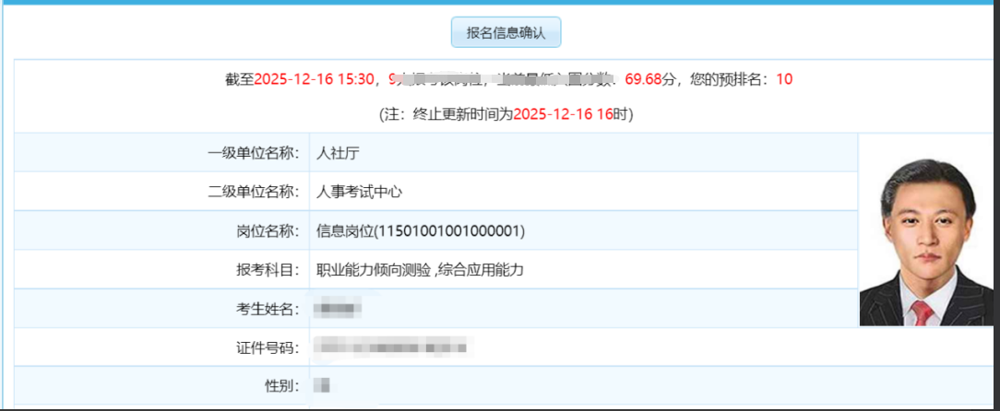 报名信息确认
截至2025-12-16 15:30，9 69.68分，您的预排名：10
(注：终止更新时间为2025-12-16 16时)
一级单位名称： 人社厅
二级单位名称： 人事考试中心
岗位名称： 信息岗位(11501001001000001)
报考科目： 职业能力倾向测验 ,综合应用能力
考生姓名：
证件号码：
性别：